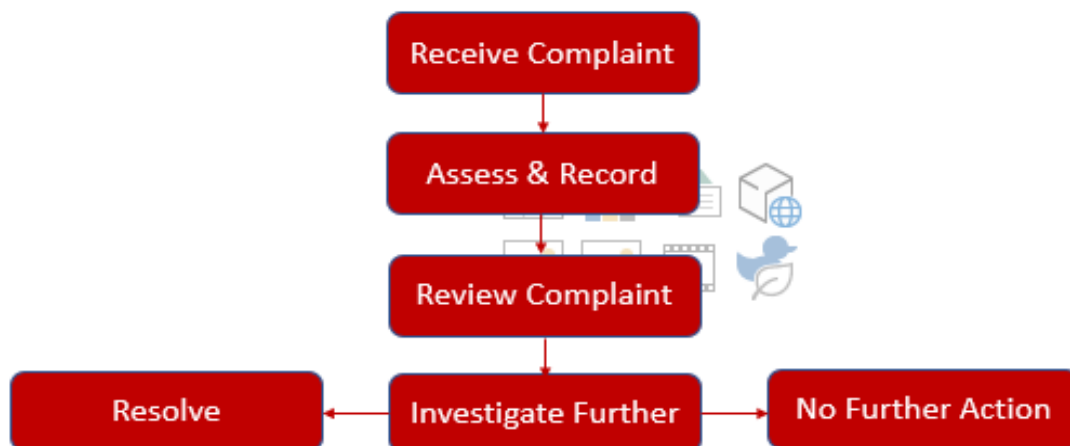 Receive Complaint
Assess & Record
Review Complaint
Resolve
Investigate Further
No Further Action